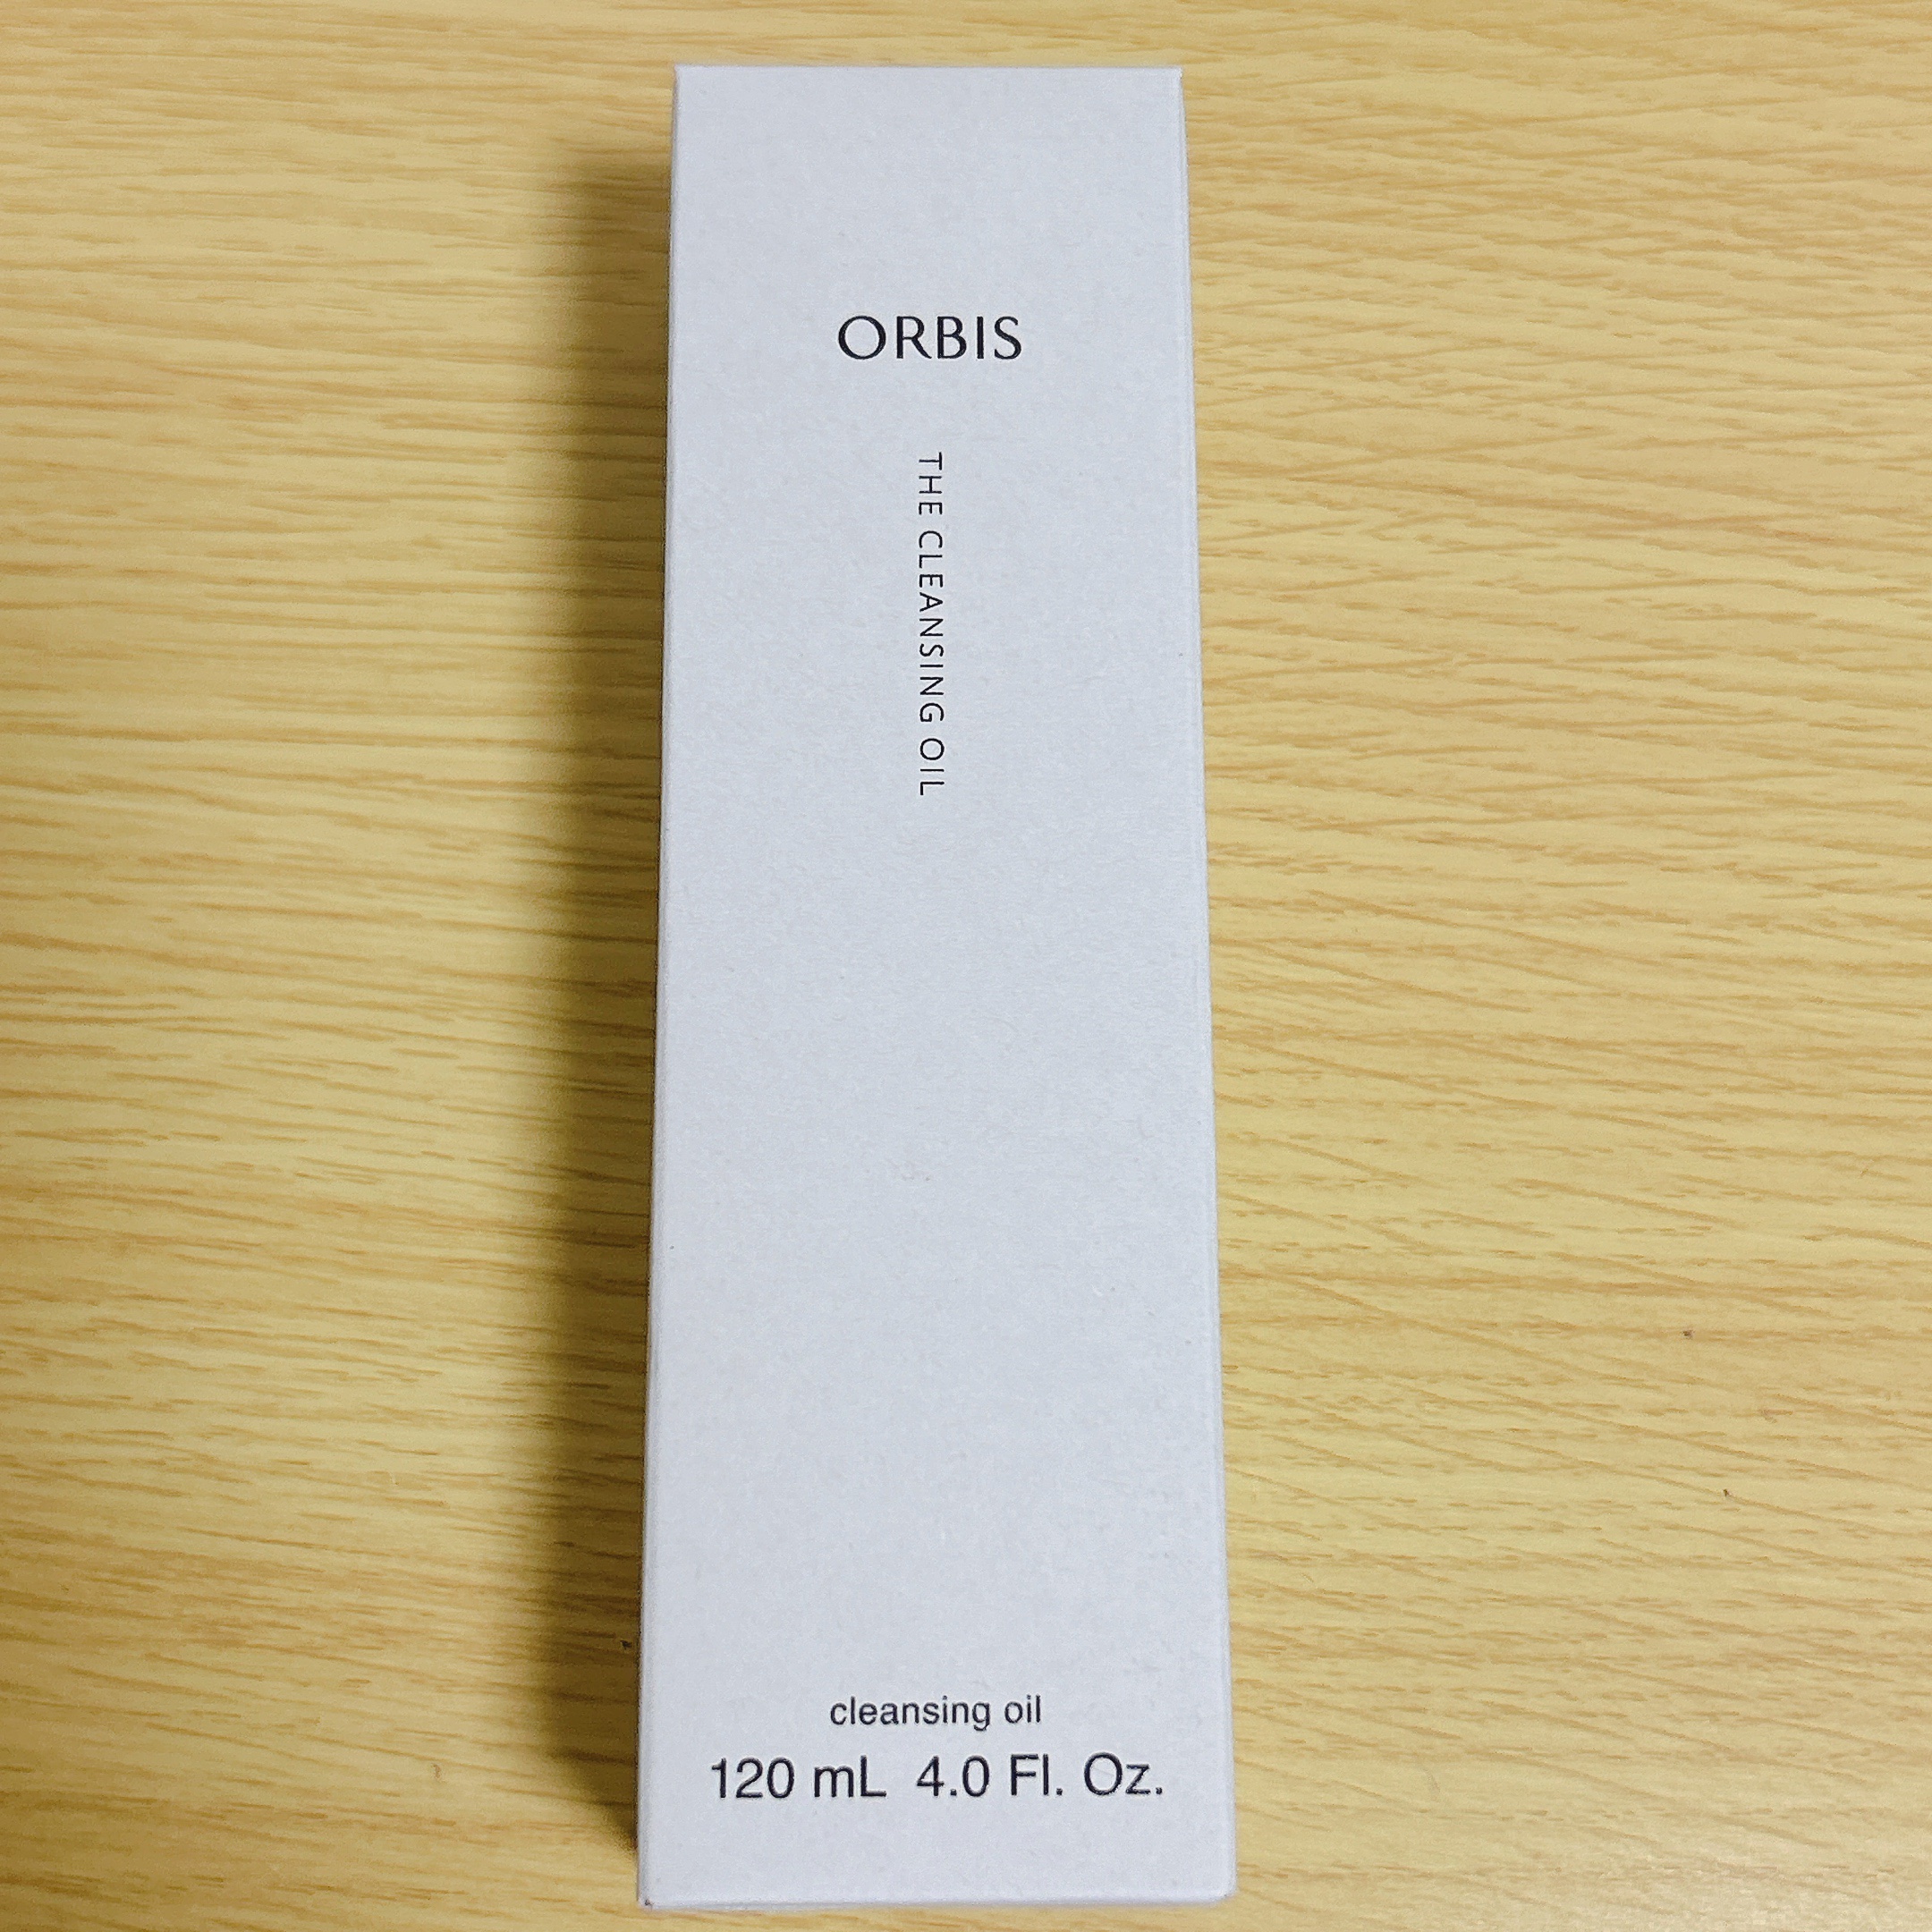 ORBIS
THE CLEANSING OIL
cleansing oil
120 mL 4.0 Fl. Oz.